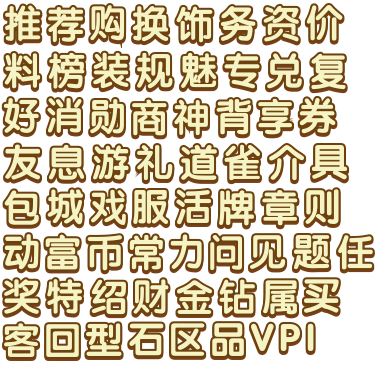 推荐购换饰务资价
料榜装规魅专兑复
好消勋商神背享券
友息游礼道雀介具
包城戏服活牌章则
动富币常力问见题任
奖特绍财金钻属买
客回型石区品VPI